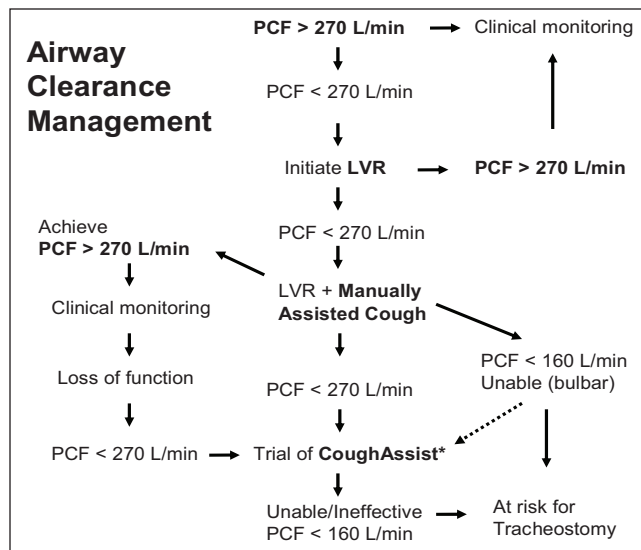 Airway
Clearance
Management
PCF > 270 L/min
Clinical monitoring
PCF < 270 L/min
Initiate LVR
PCF > 270 L/min
PCF < 270 L/min
Achieve
PCF > 270 L/min
Clinical monitoring
Loss of function
PCF < 270 L/min
LVR + Manually
Assisted Cough
PCF < 270 L/min
PCF < 160 L/min
Unable (bulbar)
Trial of CoughAssist*
Unable/Ineffective
PCF < 160 L/min
At risk for
Tracheostomy